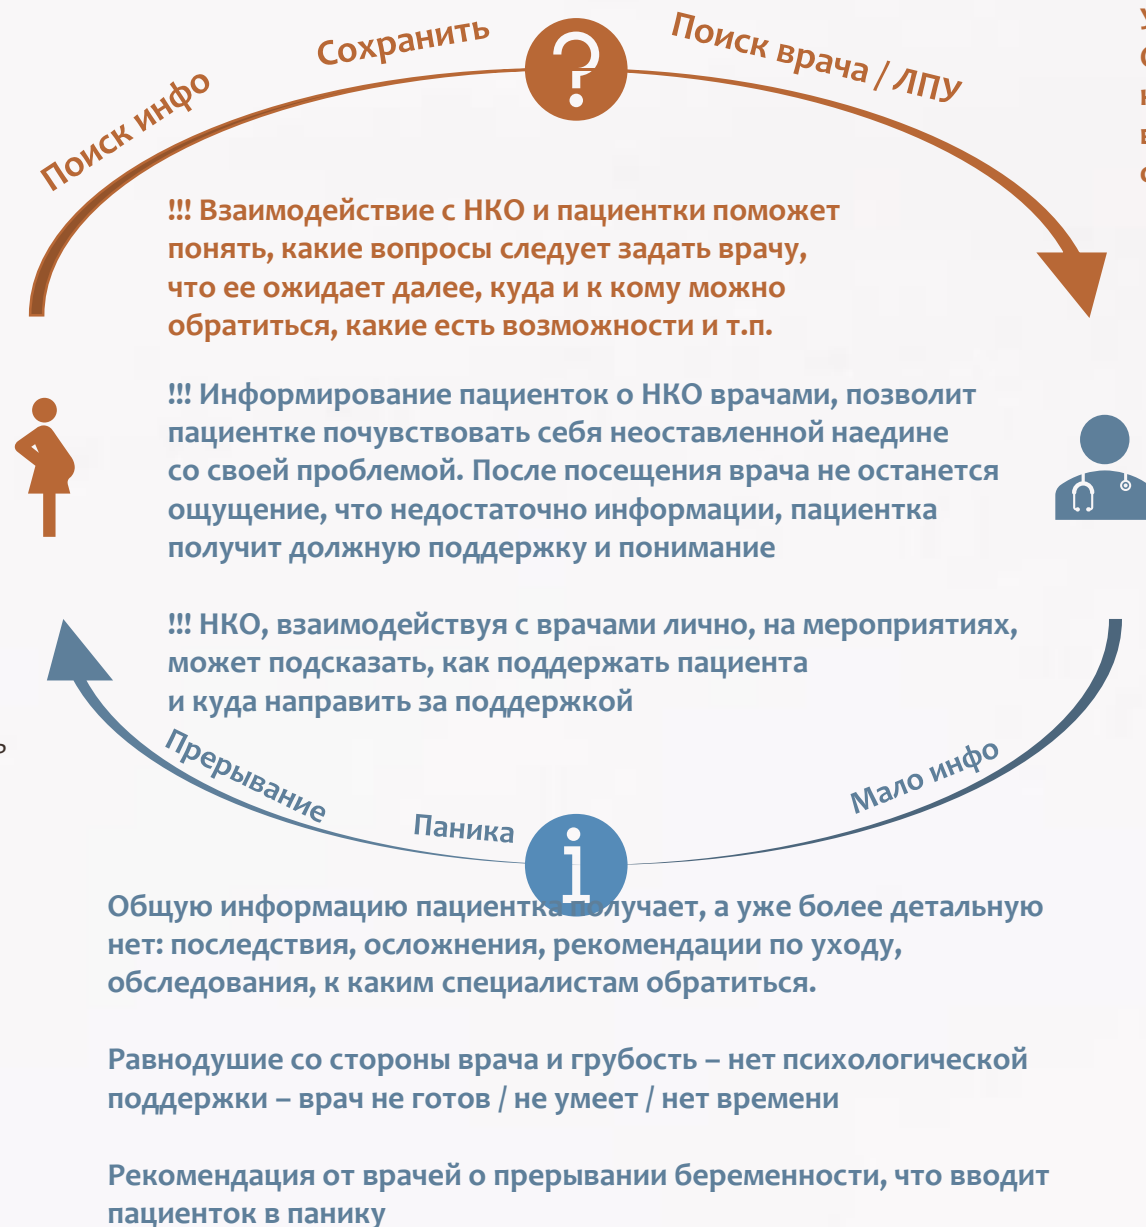 Поиск инфо
Сохранить
?
Поиск врача / ЛПУ
!!! Взаимодействие с НКО и пациентки поможет
понять, какие вопросы следует задать врачу,
что ее ожидает далее, куда и к кому можно
обратиться, какие есть возможности и т.п.
!!! Информирование пациенток о НКО врачами, позволит
пациентке почувствовать себя неоставленной наедине
со своей проблемой. После посещения врача не останется
ощущение, что недостаточно информации, пациентка
получит должную поддержку и понимание
!!! НКО, взаимодействуя с врачами лично, на мероприятиях,
может подсказать, как поддержать пациента
и куда направить за поддержкой
Прерывание
Паника
i
Мало инфо
Общую информацию пациентка получает, а уже более детальную
нет: последствия, осложнения, рекомендации по уходу,
обследования, к каким специалистам обратиться.
Равнодушие со стороны врача и грубость – нет психологической
поддержки – врач не готов / не умеет / нет времени
Рекомендация от врачей о прерывании беременности, что вводит
пациенток в панику